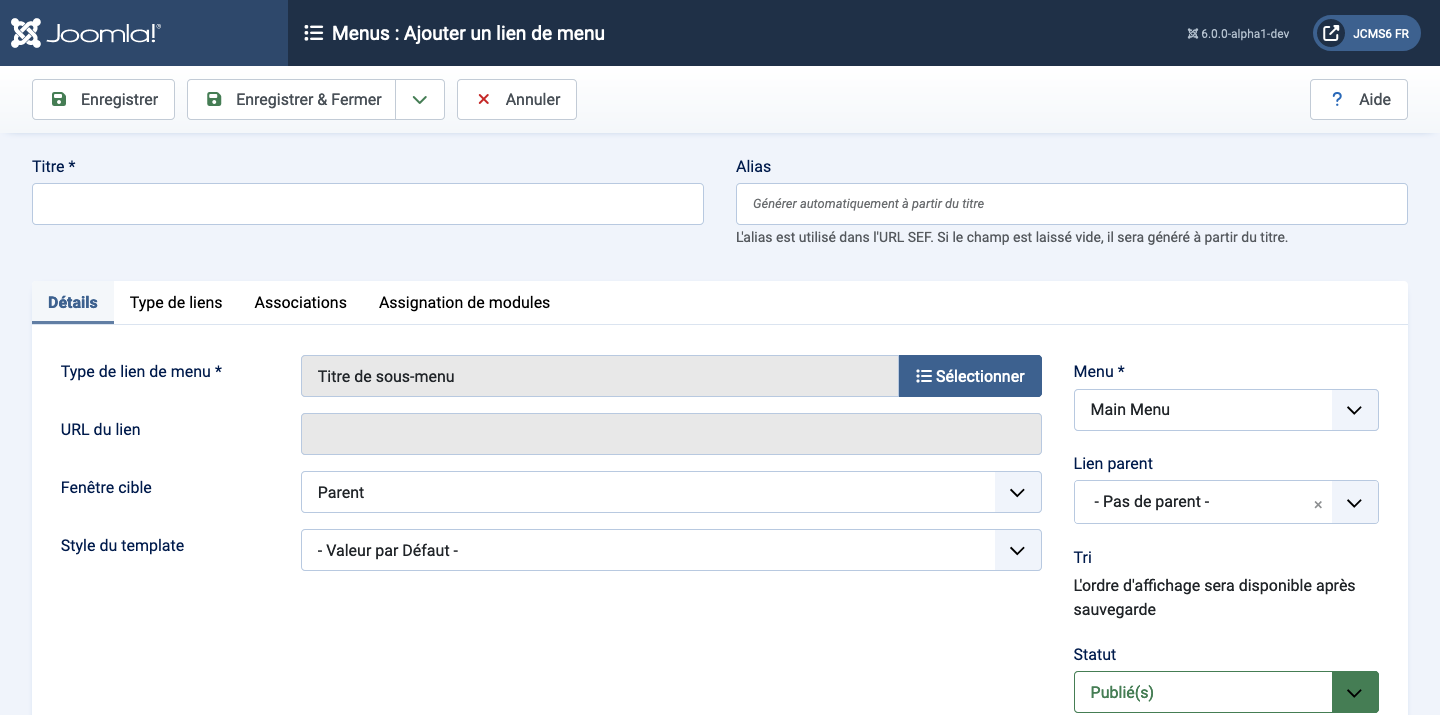 Joomla!®
Menus : Ajouter un lien de menu
6.0.0-alpha1-dev
JCMS6 FR
Enregistrer
Enregistrer & Fermer
Annuler
? Aide
Titre *
Alias
Générer automatiquement à partir du titre
L'alias est utilisé dans l'URL SEF. Si le champ est laissé vide, il sera généré à partir du titre.
Détails
Type de liens
Associations
Assignation de modules
Type de lien de menu *
Titre de sous-menu
Sélectionner
URL du lien
Fenêtre cible
Parent
Style du template
- Valeur par Défaut -
Menu *
Main Menu
Lien parent
- Pas de parent -
×
Tri
L'ordre d'affichage sera disponible après
sauvegarde
Statut
Publié(s)